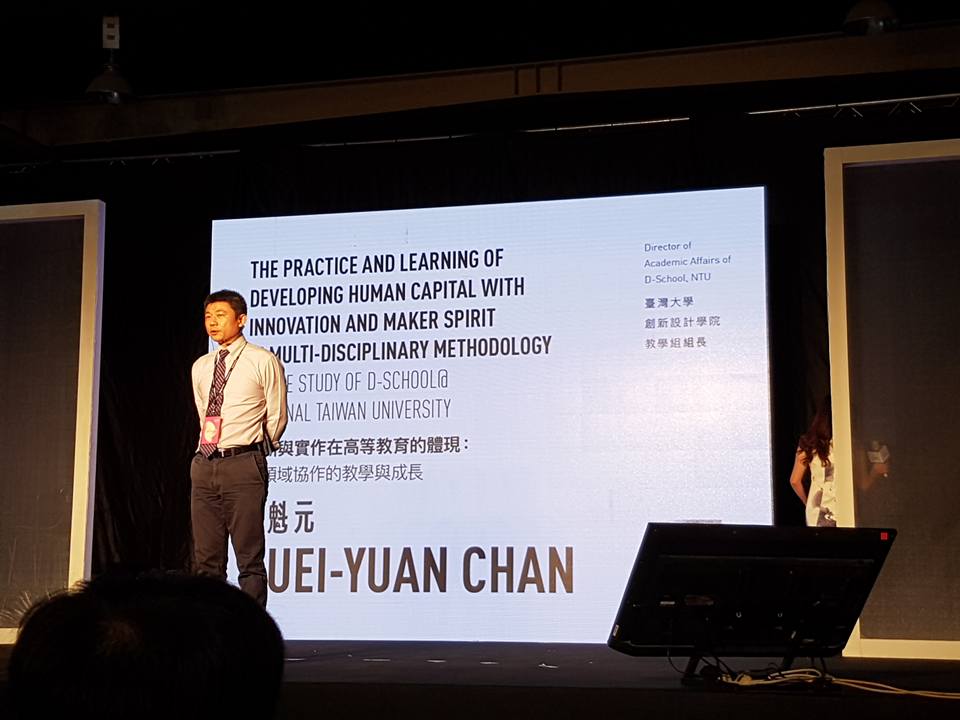 THE PRACTICE AND LEARNING OF
DEVELOPING HUMAN CAPITAL WITH
INNOVATION AND MAKER SPIRIT
MULTI-DISCIPLINARY METHODOLOGY
STUDY OF D-SCHOOL@
TAIWAN UNIVERSITY
與實作在高等教育的體現：
領域協作的教學與成長
魁元
UEI-YUAN CHAN
Director of
Academic Affairs of
D-School, NTU
臺灣大學
創新設計學院
教學組組長